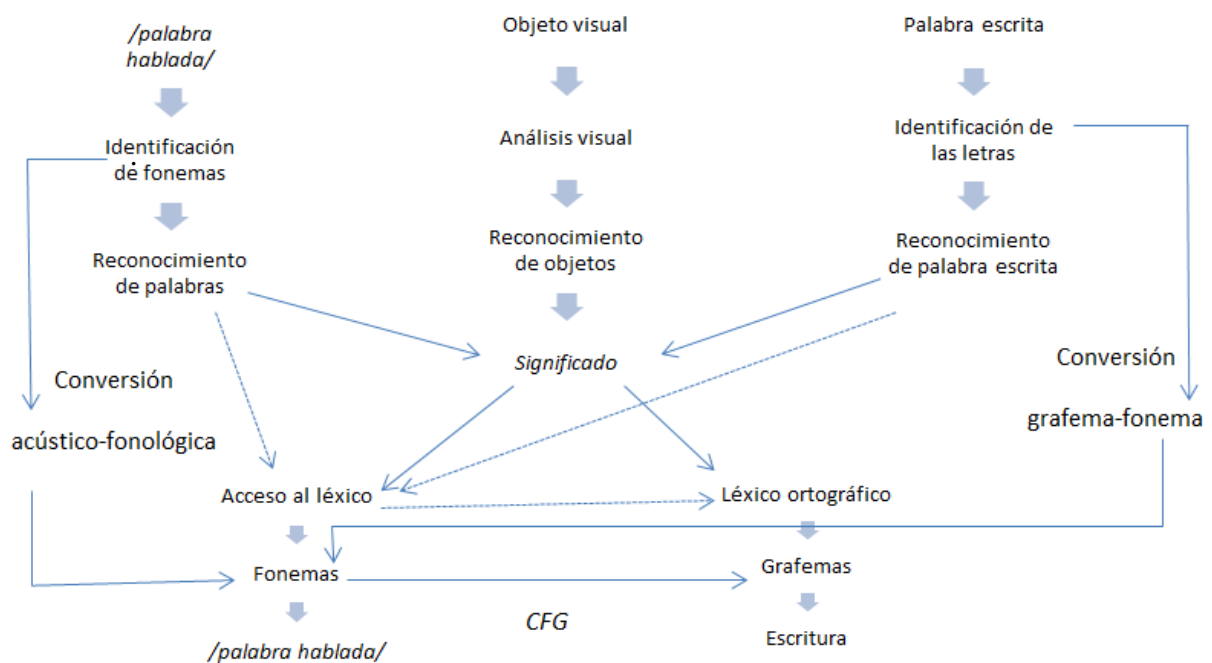 /palabra
hablada/
Objeto visual
Palabra escrita
Identificación
de fonemas
Análisis visual
Identificación de
las letras
Reconocimiento
de palabras
Reconocimiento
de objetos
Reconocimiento
de palabra escrita
Significado
Conversión
acústico-fonológica
Conversión
grafema-fonema
Acceso al léxico
Léxico ortográfico
Fonemas
Grafemas
CFG
/palabra hablada/
Escritura